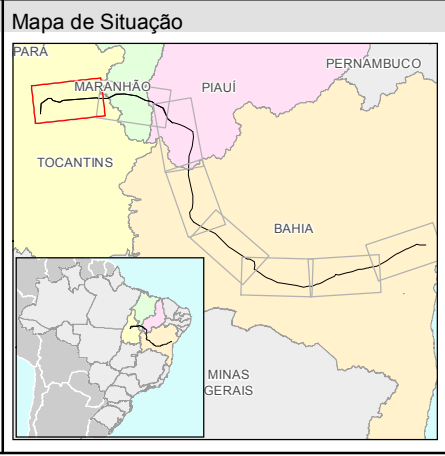 Mapa de Situação
PARÁ
PERNAMBUCO
MARANHÃO
PIAUÍ
TOCANTINS
BAHIA
MINAS
GERAIS